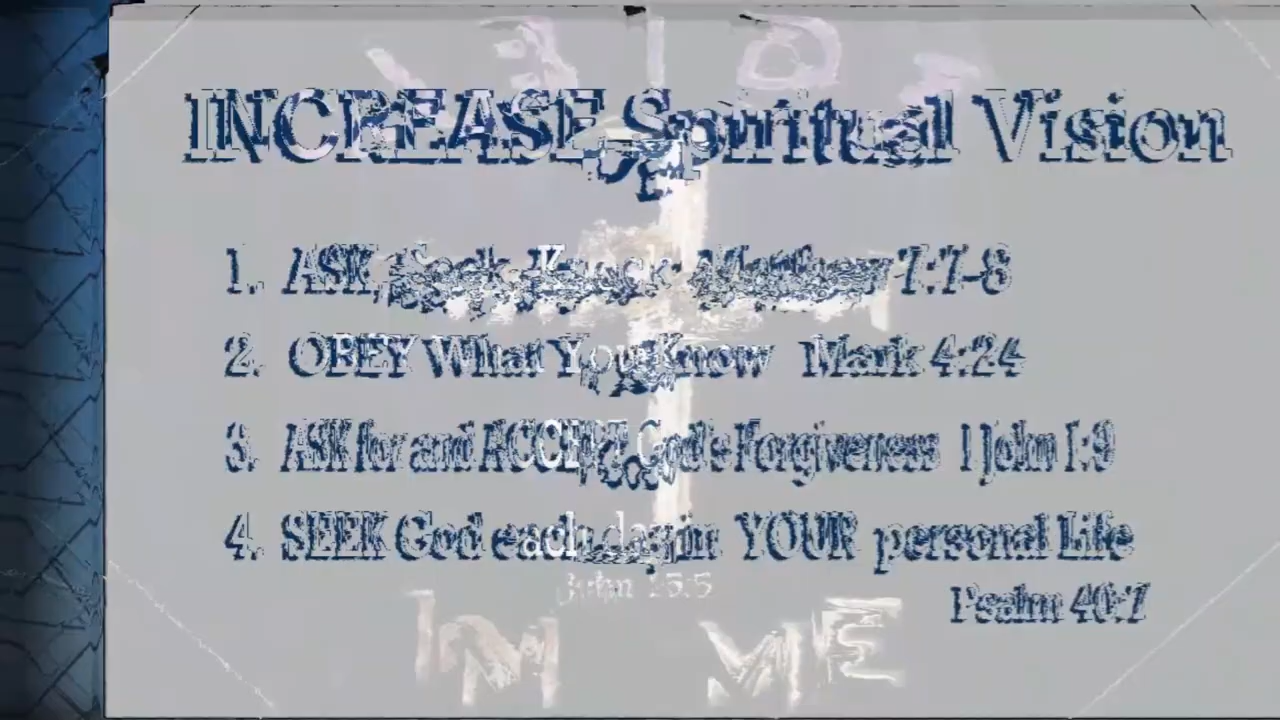 INCREASE Spiritual Vision
1. ASK, Seek, Knock: Matthew 7:7-8
2. OBEY What You Know Mark 4:24
3. ASK for and ACCEPT God's Forgiveness 1 John 1:9
4. SEEK God each day in YOUR personal Life
John 15:5
Psalm 40:7
IN ME